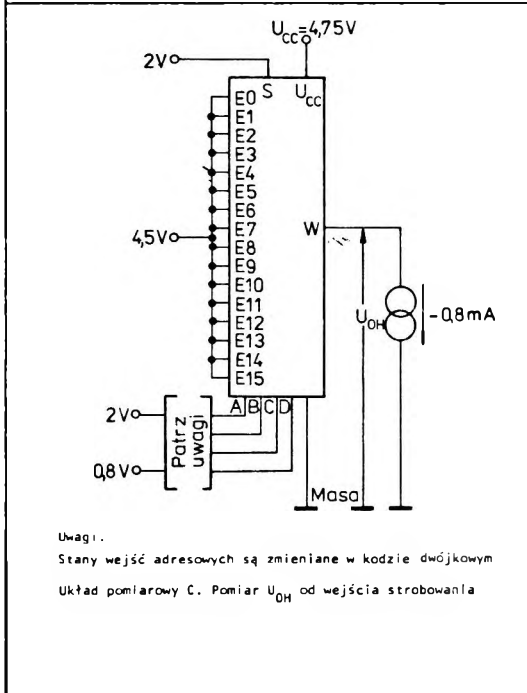 U_CC=4,75V
2V
S U_CC
E0
E1
E2
E3
E4
E5
E6
E7
W
4,5V
E8
E9
E10
E11
E12
E13
E14
E15
U_OH
-0,8mA
A B C D
2V
0,8V
Patrz
uwagi
Masa
Uwagi.
Stany wejść adresowych są zmieniane w kodzie dwójkowym
Układ pomiarowy C. Pomiar U_OH od wejścia strobowania